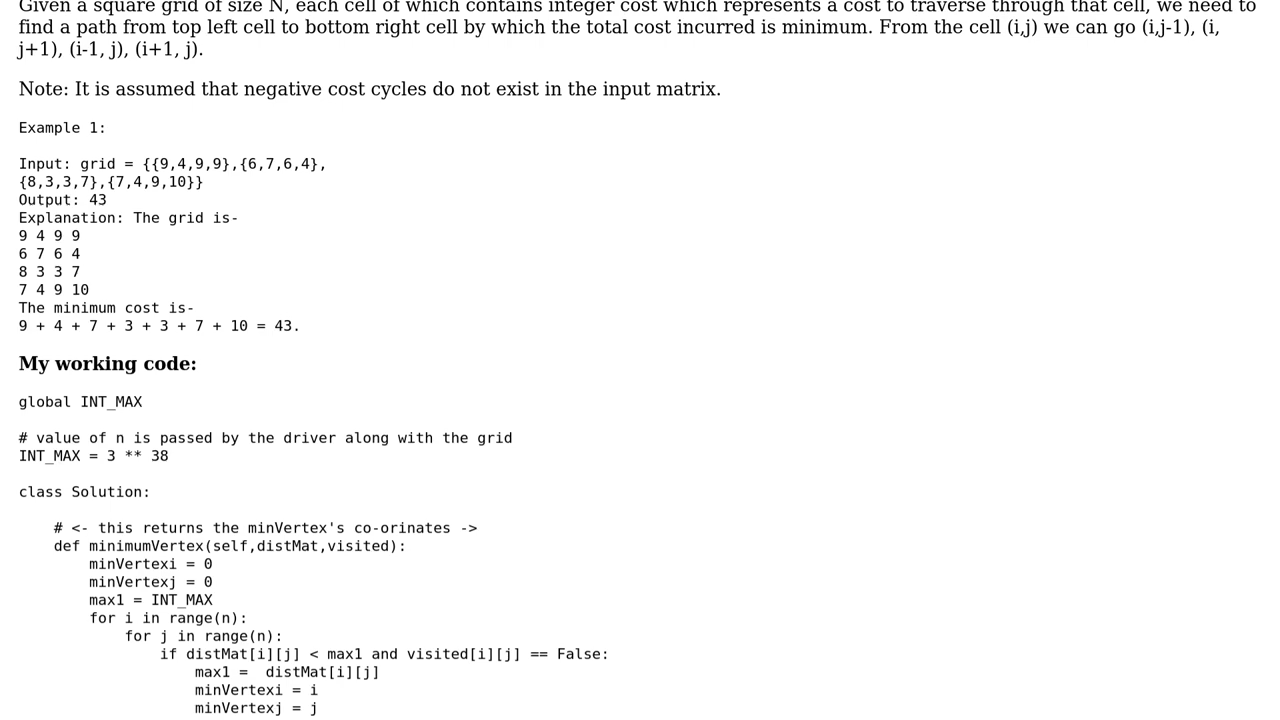 Given a square grid of size N, each cell of which contains integer cost which represents a cost to traverse through that cell, we need to
find a path from top left cell to bottom right cell by which the total cost incurred is minimum. From the cell (i,j) we can go (i,j-1), (i,
j+1), (i-1, j), (i+1, j).
Note: It is assumed that negative cost cycles do not exist in the input matrix.
Example 1:
Input: grid = {{9,4,9,9},{6,7,6,4},
{8,3,3,7},{7,4,9,10}}
Output: 43
Explanation: The grid is-
9 4 9 9
6 7 6 4
8 3 3 7
7 4 9 10
The minimum cost is-
9 + 4 + 7 + 3 + 3 + 7 + 10 = 43.
My working code:
global INT_MAX
# value of n is passed by the driver along with the grid
INT_MAX = 3 ** 38
class Solution:
    # <- this returns the minVertex's co-orinates ->
    def minimumVertex(self,distMat,visited):
        minVertexi = 0
        minVertexj = 0
        max1 = INT_MAX
        for i in range(n):
            for j in range(n):
                if distMat[i][j] < max1 and visited[i][j] == False:
                    max1 =  distMat[i][j]
                    minVertexi = i
                    minVertexj = j